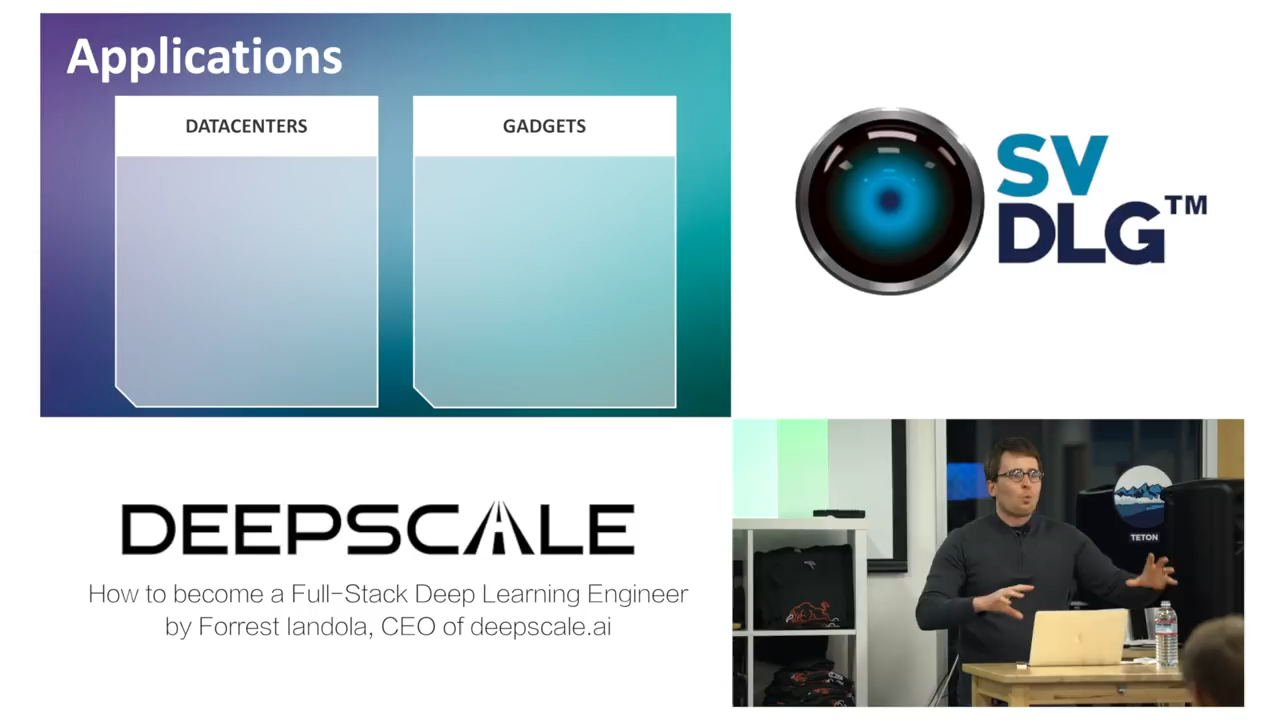 Applications
DATACENTERS
GADGETS
SV
DLG™
DEEPSCALE
How to become a Full-Stack Deep Learning Engineer
by Forrest Iandola, CEO of deepscale.ai
TETON